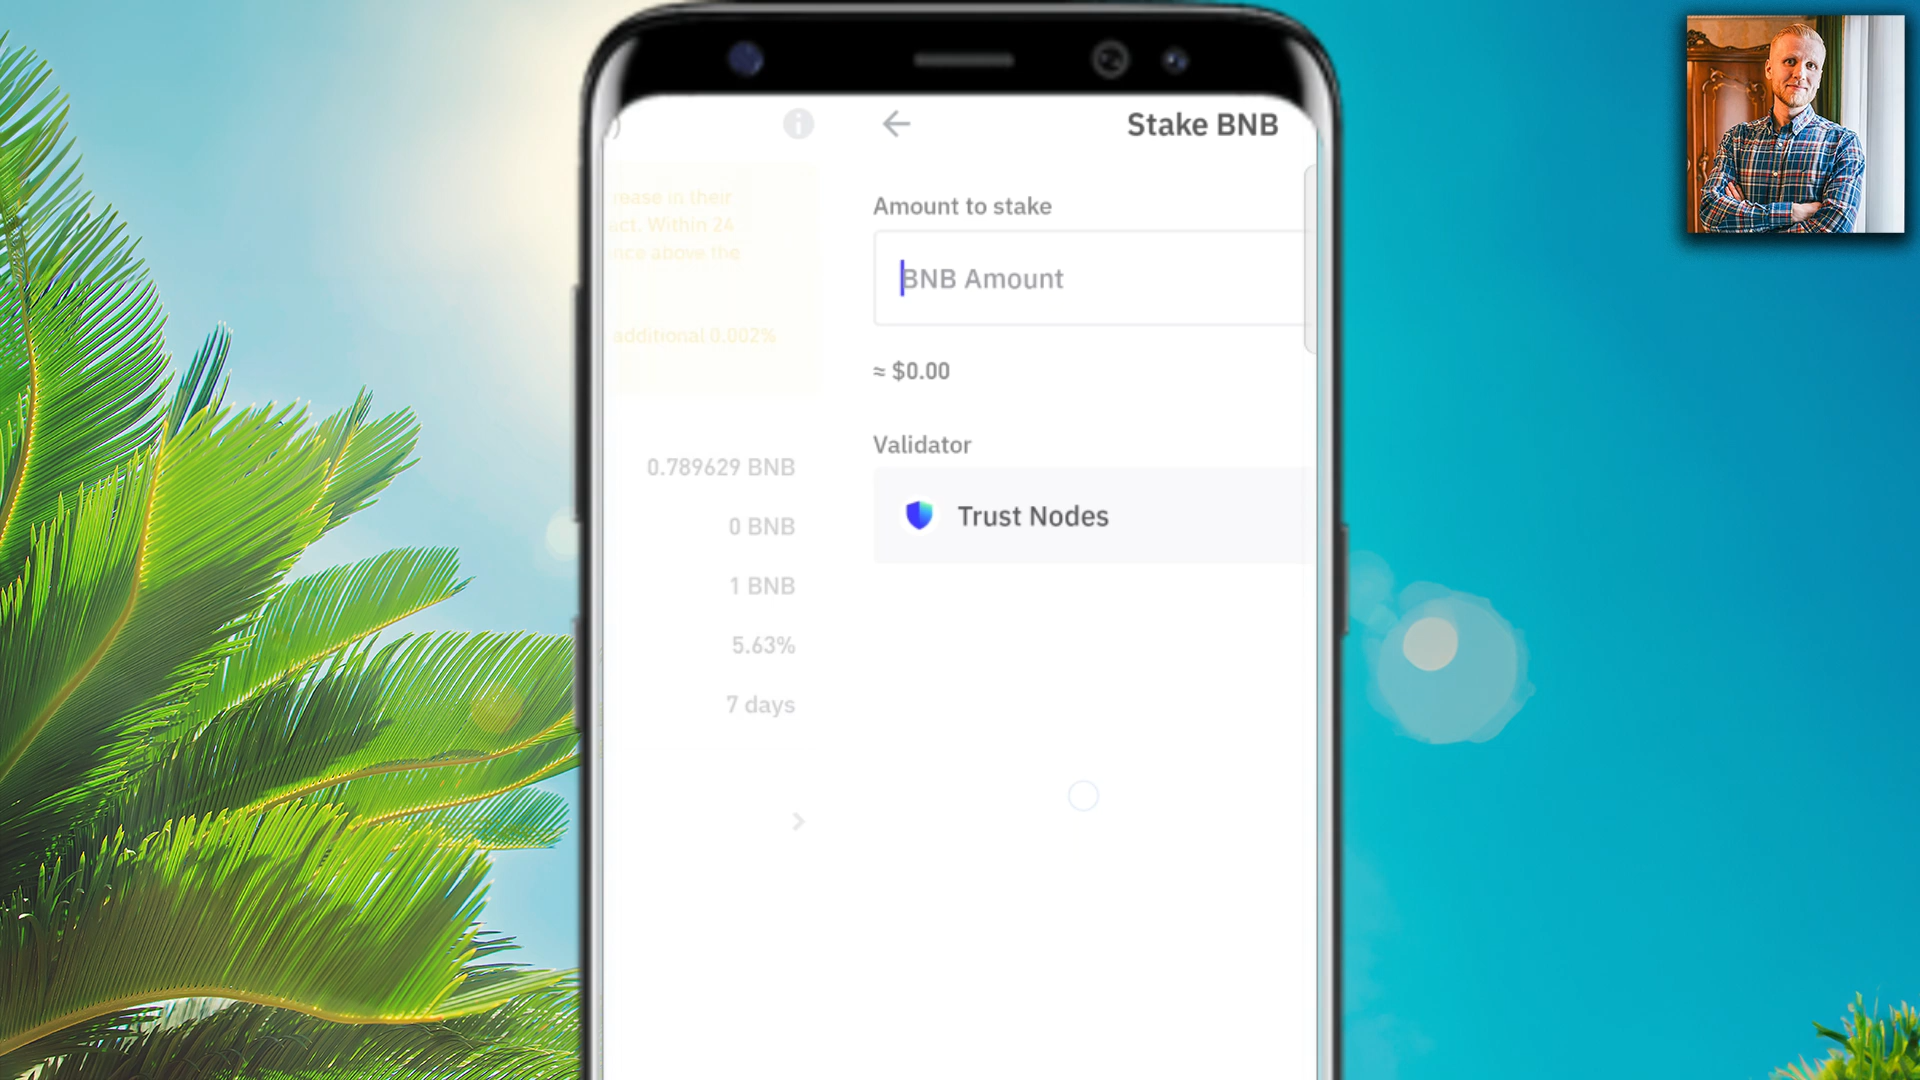 Stake BNB
rease in their
act. Within 24
nce above the
additional 0.002%
0.789629 BNB
0 BNB
1 BNB
5.63%
7 days
Amount to stake
BNB Amount
≈ $0.00
Validator
Trust Nodes